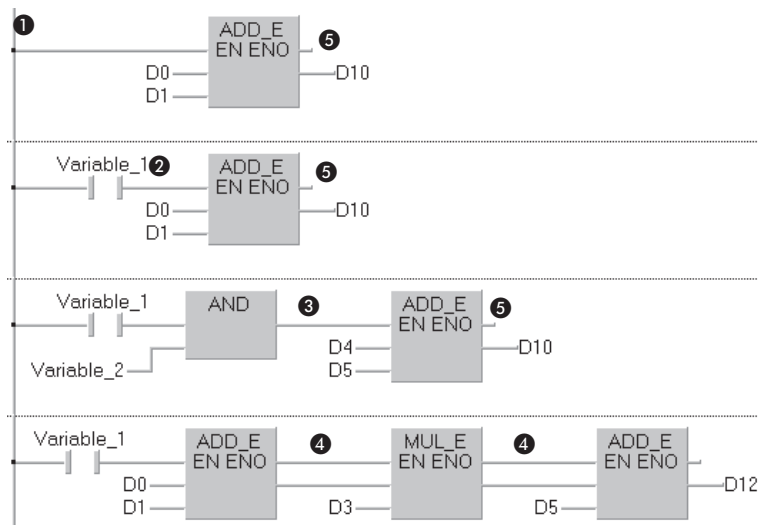 ❶
ADD_E
EN ENO
❺
D0
D10
D1
Variable_1
❷
ADD_E
EN ENO
❺
D0
D10
D1
Variable_1
AND
❸
ADD_E
EN ENO
❺
D4
D10
Variable_2
D5
Variable_1
ADD_E
EN ENO
❹
MUL_E
EN ENO
❹
ADD_E
EN ENO
D0
D12
D1
D3
D5